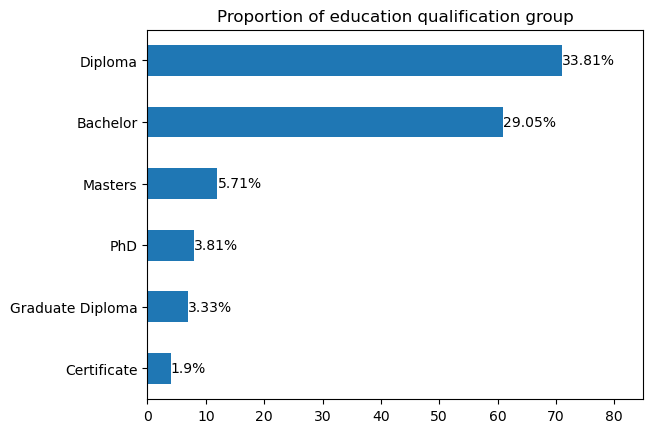 Proportion of education qualification group
Diploma 33.81%
Bachelor 29.05%
Masters 5.71%
PhD 3.81%
Graduate Diploma 3.33%
Certificate 1.9%
0 10 20 30 40 50 60 70 80